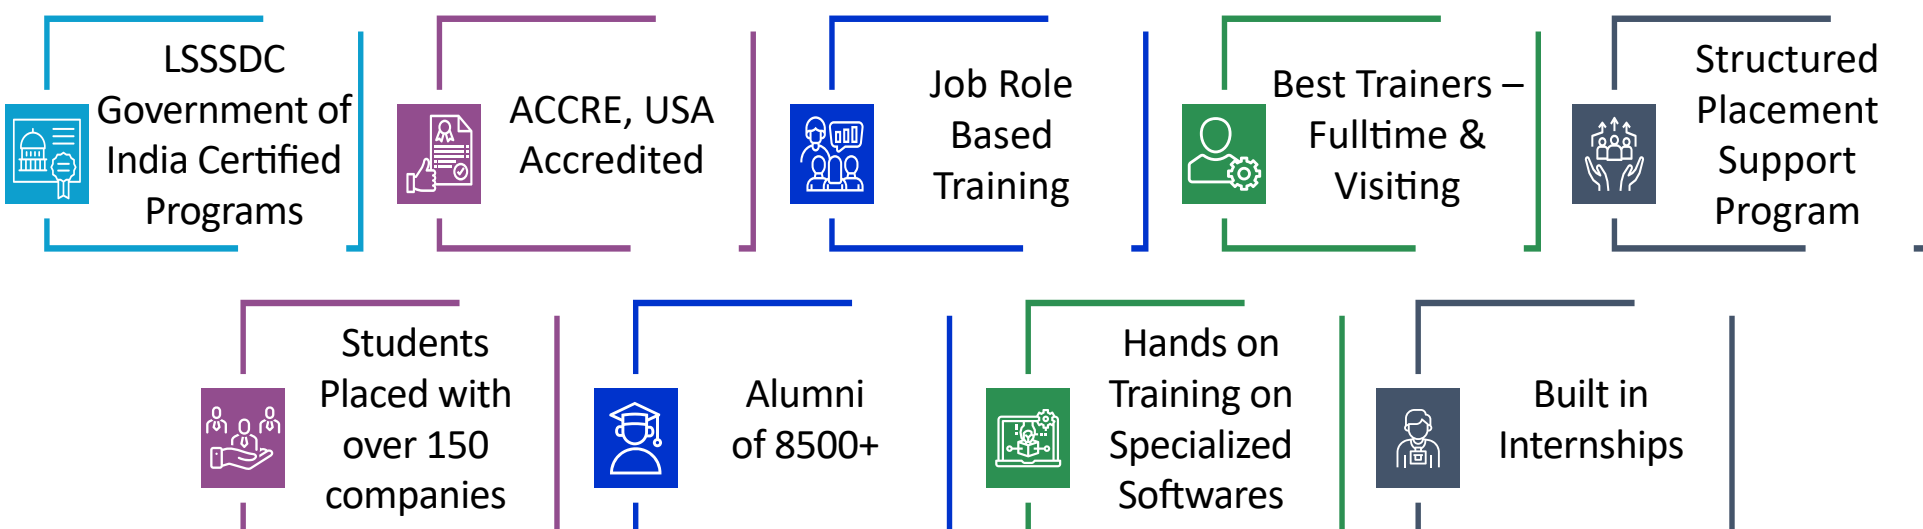 LSSSDC
Government of
India Certified
Programs
ACCRE, USA
Accredited
Job Role
Based
Training
Best Trainers –
Fulltime &
Visiting
Structured
Placement
Support
Program
Students
Placed with
over 150
companies
Alumni
of 8500+
Hands on
Training on
Specialized
Softwares
Built in
Internships